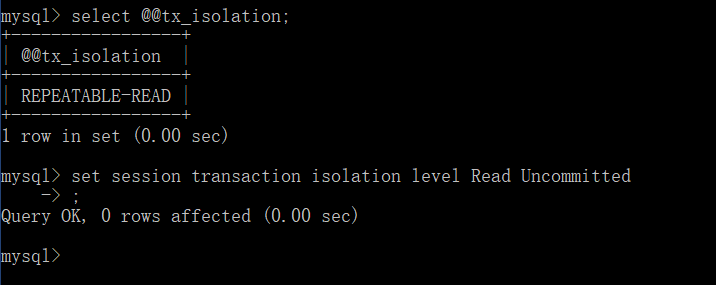 mysql> select @@tx_isolation;
+-----------------+
| @@tx_isolation  |
+-----------------+
| REPEATABLE-READ |
+-----------------+
1 row in set (0.00 sec)
mysql> set session transaction isolation level Read Uncommitted
    -> ;
Query OK, 0 rows affected (0.00 sec)
mysql>